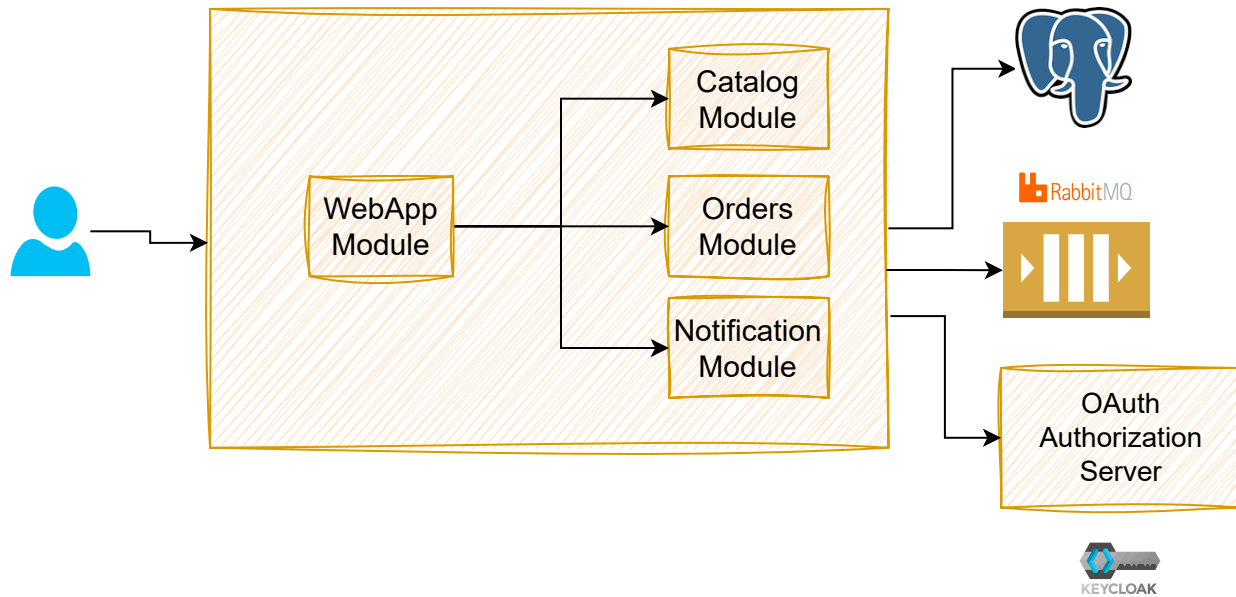 WebApp
Module
Catalog
Module
Orders
Module
Notification
Module
RabbitMQ
OAuth
Authorization
Server
KEYCLOAK